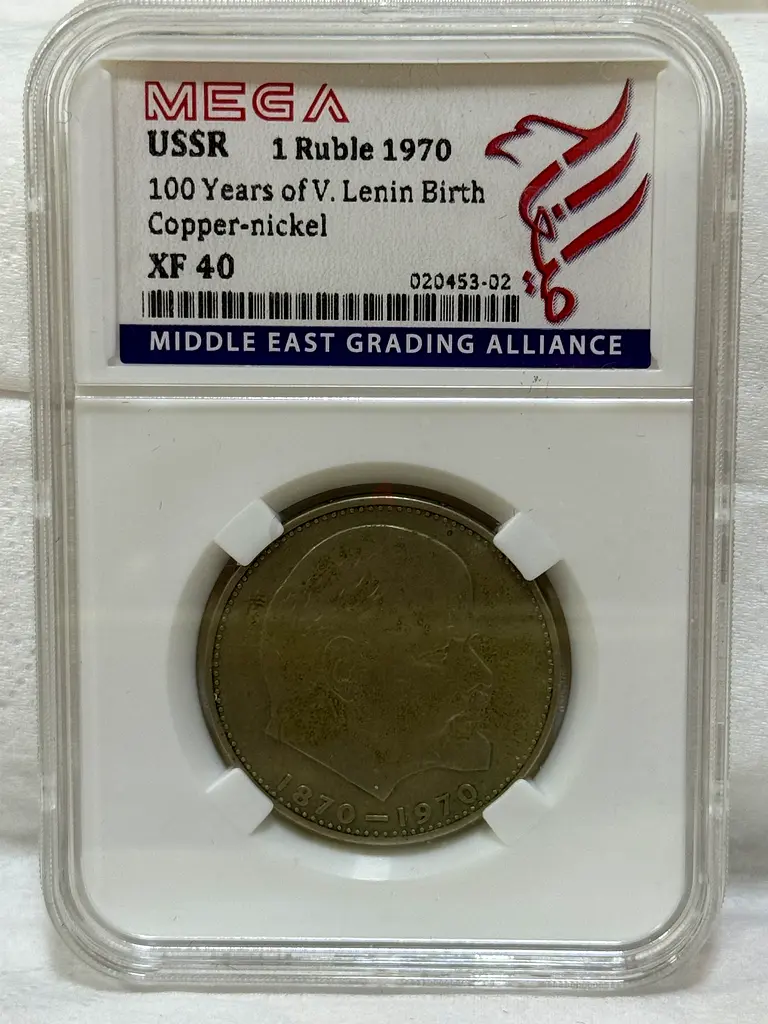 MEGA
USSR 1 Ruble 1970
100 Years of V. Lenin Birth
Copper-nickel
XF 40
020453-02
MIDDLE EAST GRADING ALLIANCE
1870-1970